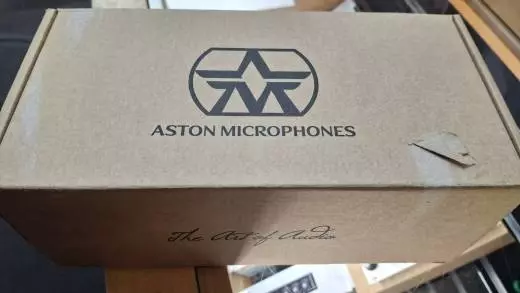 ASTON MICROPHONES
The Art of Audio